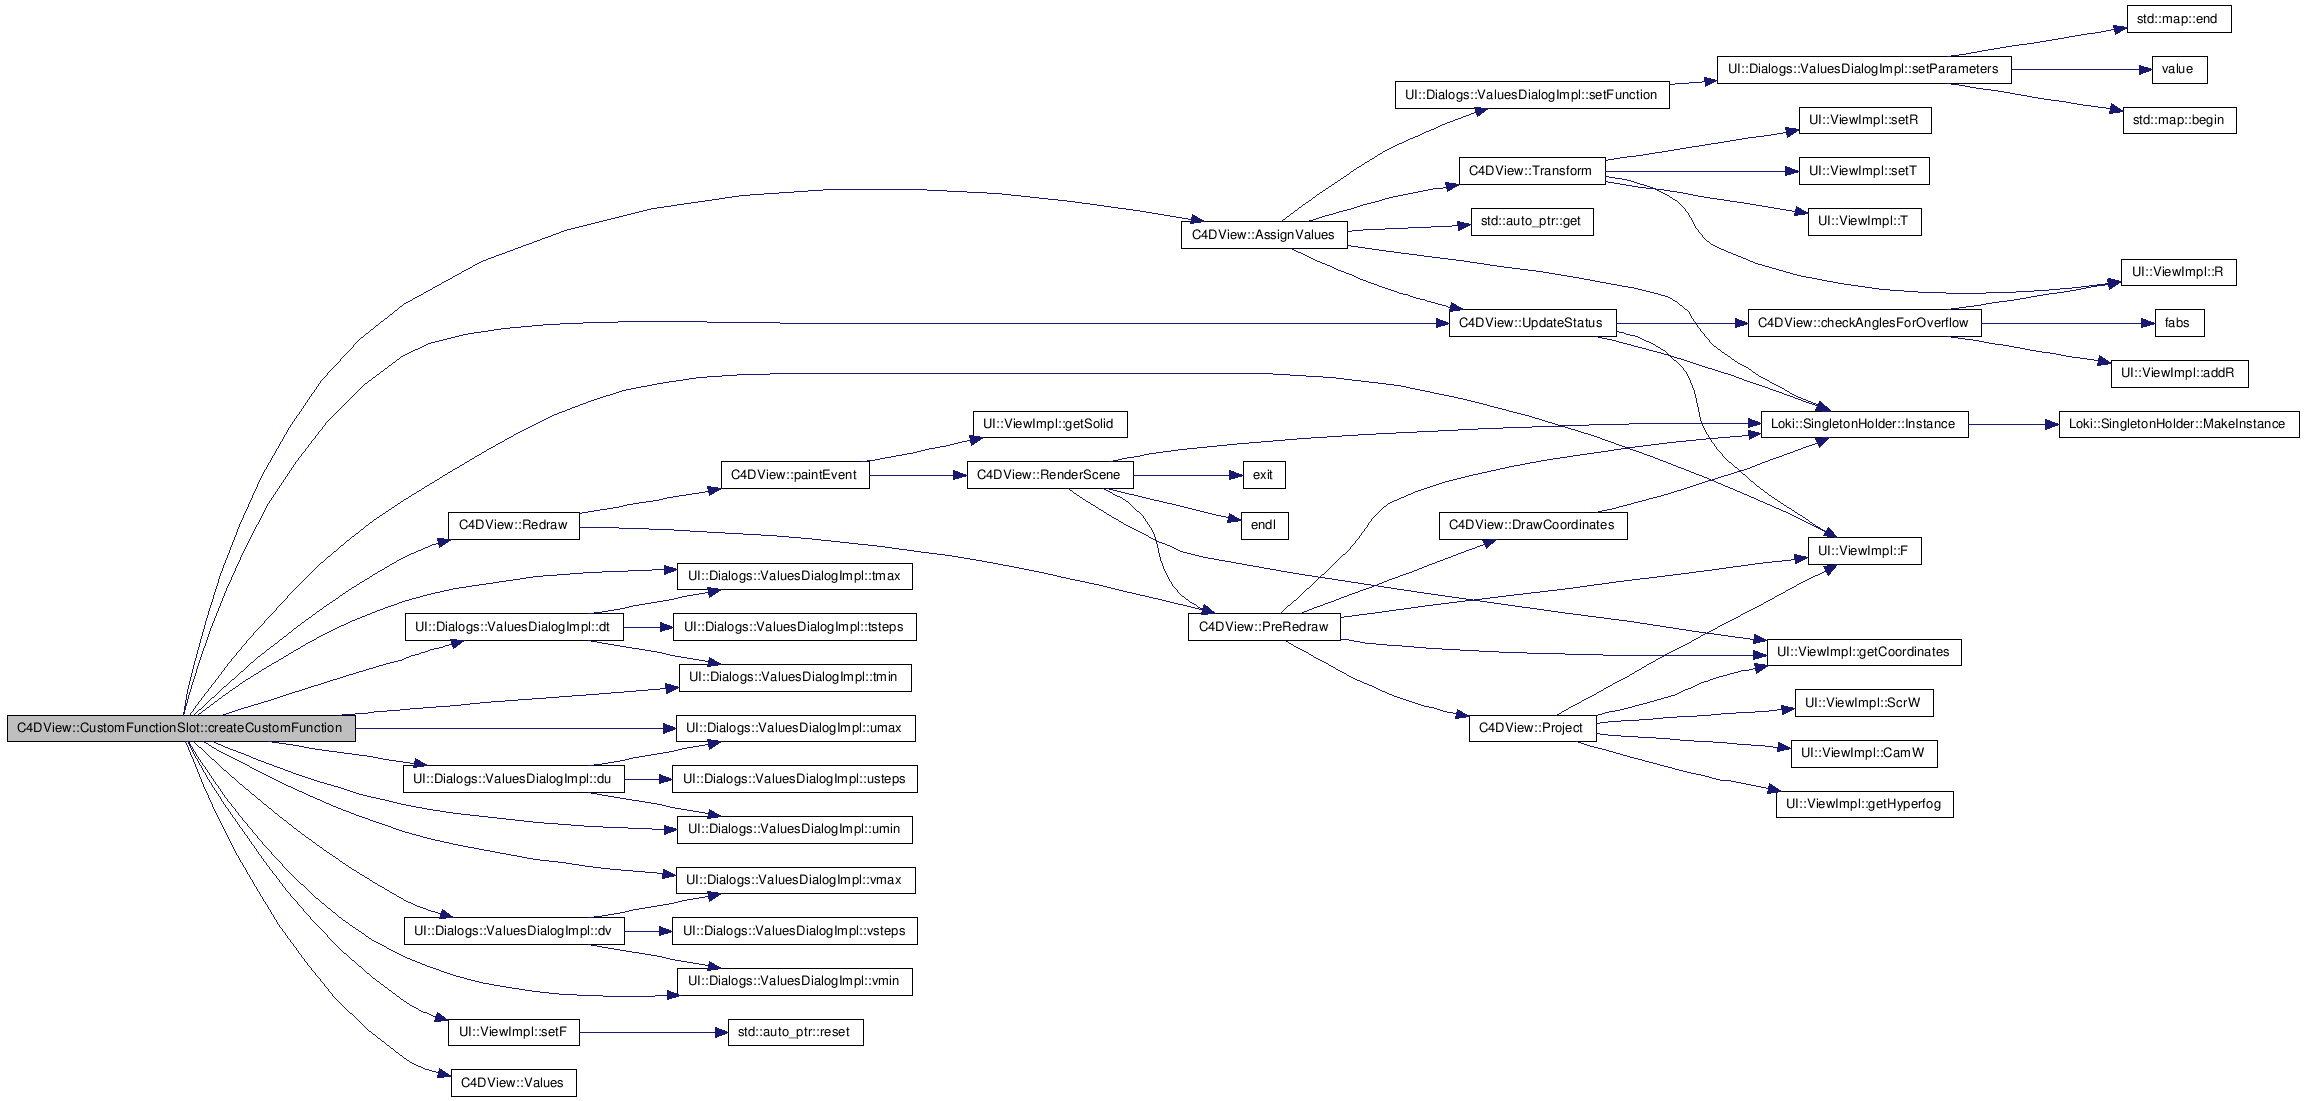 std::map::end
UI::Dialogs::ValuesDialogImpl::setParameters
value
UI::Dialogs::ValuesDialogImpl::setFunction
UI::ViewImpl::setR
std::map::begin
C4DView::Transform
UI::ViewImpl::setT
std::auto_ptr::get
UI::ViewImpl::T
C4DView::AssignValues
UI::ViewImpl::R
C4DView::UpdateStatus
C4DView::checkAnglesForOverflow
fabs
UI::ViewImpl::addR
UI::ViewImpl::getSolid
Loki::SingletonHolder::Instance
Loki::SingletonHolder::MakeInstance
C4DView::paintEvent
C4DView::RenderScene
exit
C4DView::Redraw
endl
C4DView::DrawCoordinates
UI::ViewImpl::F
UI::Dialogs::ValuesDialogImpl::tmax
UI::Dialogs::ValuesDialogImpl::dt
UI::Dialogs::ValuesDialogImpl::tsteps
C4DView::PreRedraw
UI::ViewImpl::getCoordinates
UI::Dialogs::ValuesDialogImpl::tmin
UI::ViewImpl::ScrW
C4DView::CustomFunctionSlot::createCustomFunction
UI::Dialogs::ValuesDialogImpl::umax
C4DView::Project
UI::ViewImpl::CamW
UI::Dialogs::ValuesDialogImpl::du
UI::Dialogs::ValuesDialogImpl::usteps
UI::ViewImpl::getHyperfog
UI::Dialogs::ValuesDialogImpl::umin
UI::Dialogs::ValuesDialogImpl::vmax
UI::Dialogs::ValuesDialogImpl::dv
UI::Dialogs::ValuesDialogImpl::vsteps
UI::Dialogs::ValuesDialogImpl::vmin
UI::ViewImpl::setF
std::auto_ptr::reset
C4DView::Values